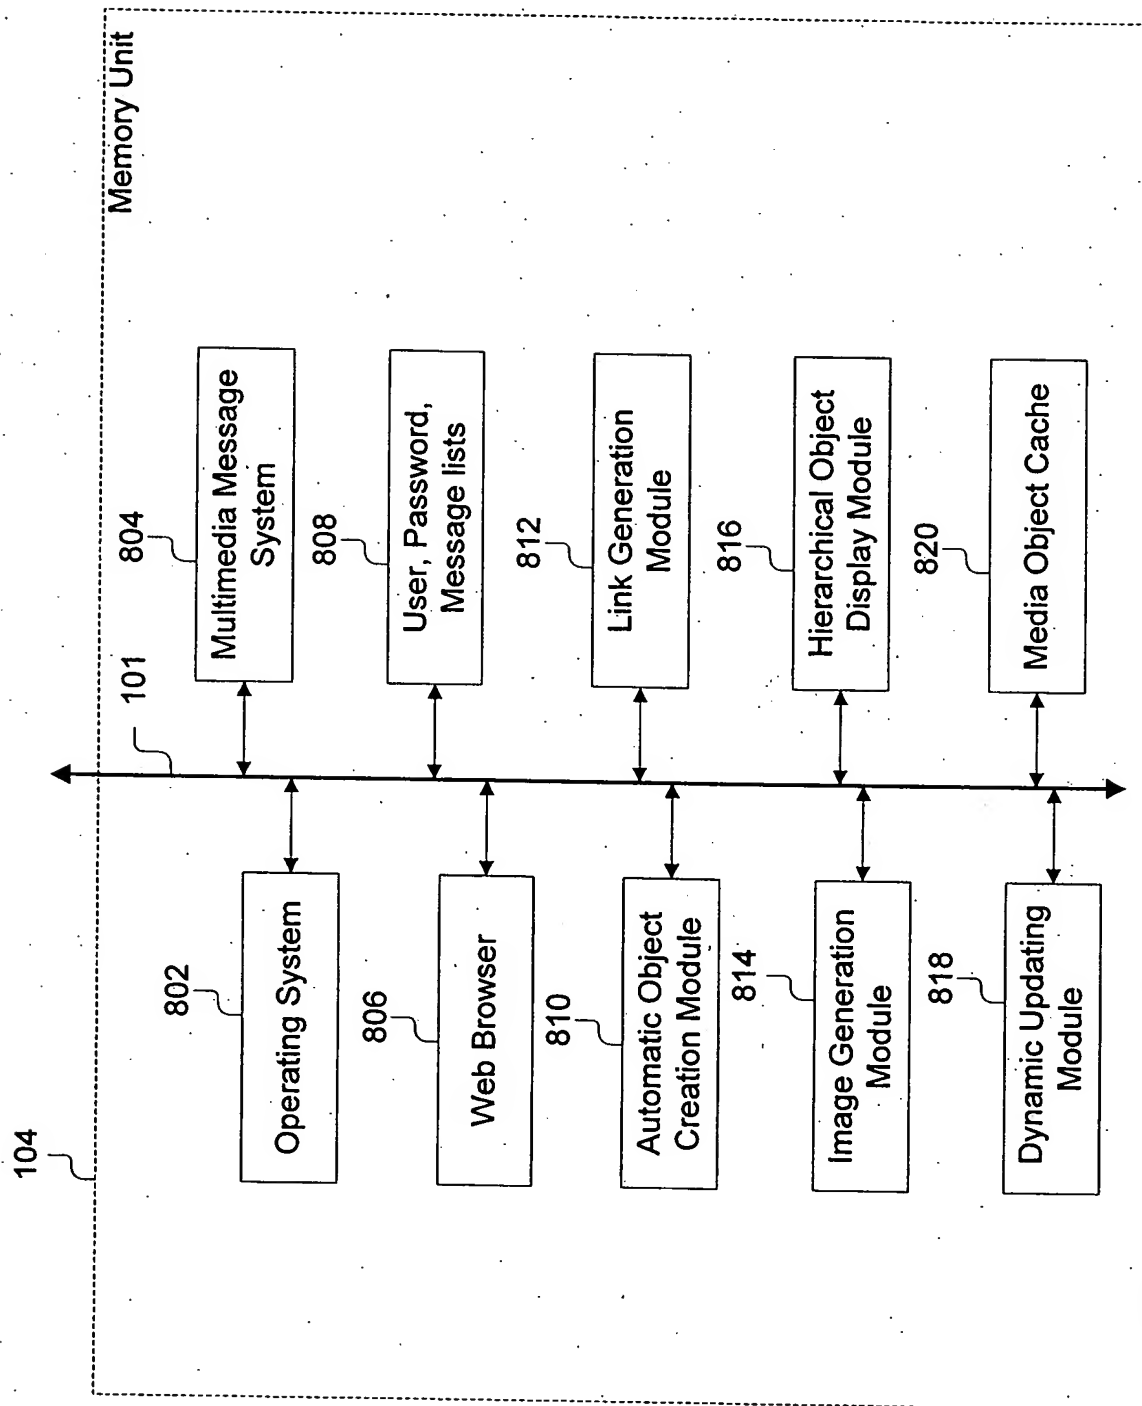 104
Memory Unit
101
802
Operating System
804
Multimedia Message
System
806
Web Browser
808
User, Password,
Message lists
810
Automatic Object
Creation Module
812
Link Generation
Module
814
Image Generation
Module
816
Hierarchical Object
Display Module
818
Dynamic Updating
Module
820
Media Object Cache